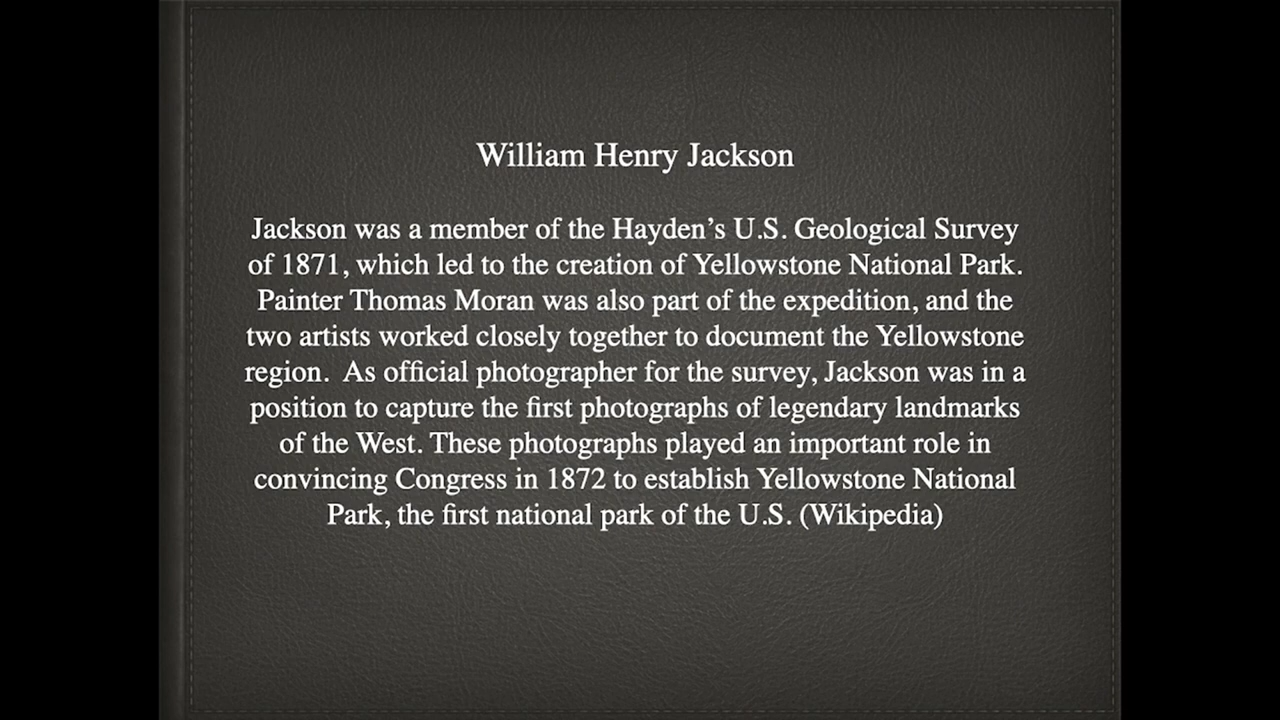 William Henry Jackson
Jackson was a member of the Hayden’s U.S. Geological Survey
of 1871, which led to the creation of Yellowstone National Park.
Painter Thomas Moran was also part of the expedition, and the
two artists worked closely together to document the Yellowstone
region.  As official photographer for the survey, Jackson was in a
position to capture the first photographs of legendary landmarks
of the West. These photographs played an important role in
convincing Congress in 1872 to establish Yellowstone National
Park, the first national park of the U.S. (Wikipedia)